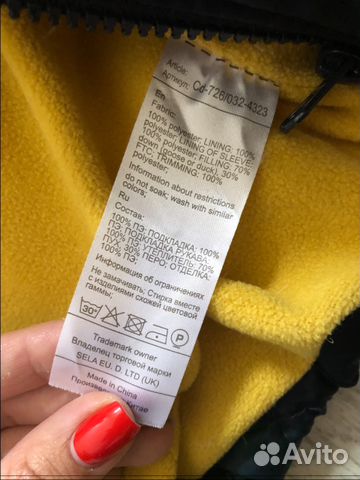 Article:
Артикул: Cd-726/032-4323
En
Fabric:
100% polyester; LINING: 100%
polyester; LINING OF SLEEVE:
100% polyester; FILLING: 70%
down (goose or duck), 30%
FTC; TRIMMING: 100%
polyester;
Information about restrictions:
do not soak; wash with similar
colors;
Ru
Состав:
100% ПЭ; ПОДКЛАДКА: 100%
ПЭ; ПОДКЛАДКА РУКАВА:
100% ПЭ; УТЕПЛИТЕЛЬ: 70%
ПУХ, 30% ПЕРО; ОТДЕЛКА:
100% ПЭ;
Информация об ограничениях
Не замачивать; Стирка вместе
с изделиями схожей цветовой
гаммы;
30°
P
Trademark owner
Владелец торговой марки
SELA EU. D. LTD (UK)
Made in China
Avito